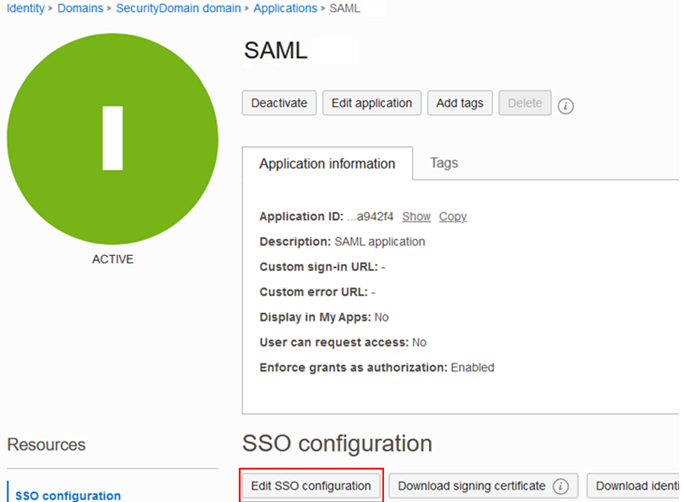 Identity » Domains » SecurityDomain domain » Applications » SAML
SAML
Deactivate Edit application Add tags Delete i
ACTIVE
Application information Tags
Application ID: ...a942f4 Show Copy
Description: SAML application
Custom sign-in URL: -
Custom error URL: -
Display in My Apps: No
User can request access: No
Enforce grants as authorization: Enabled
Resources
SSO configuration
SSO configuration
Edit SSO configuration Download signing certificate i Download identi